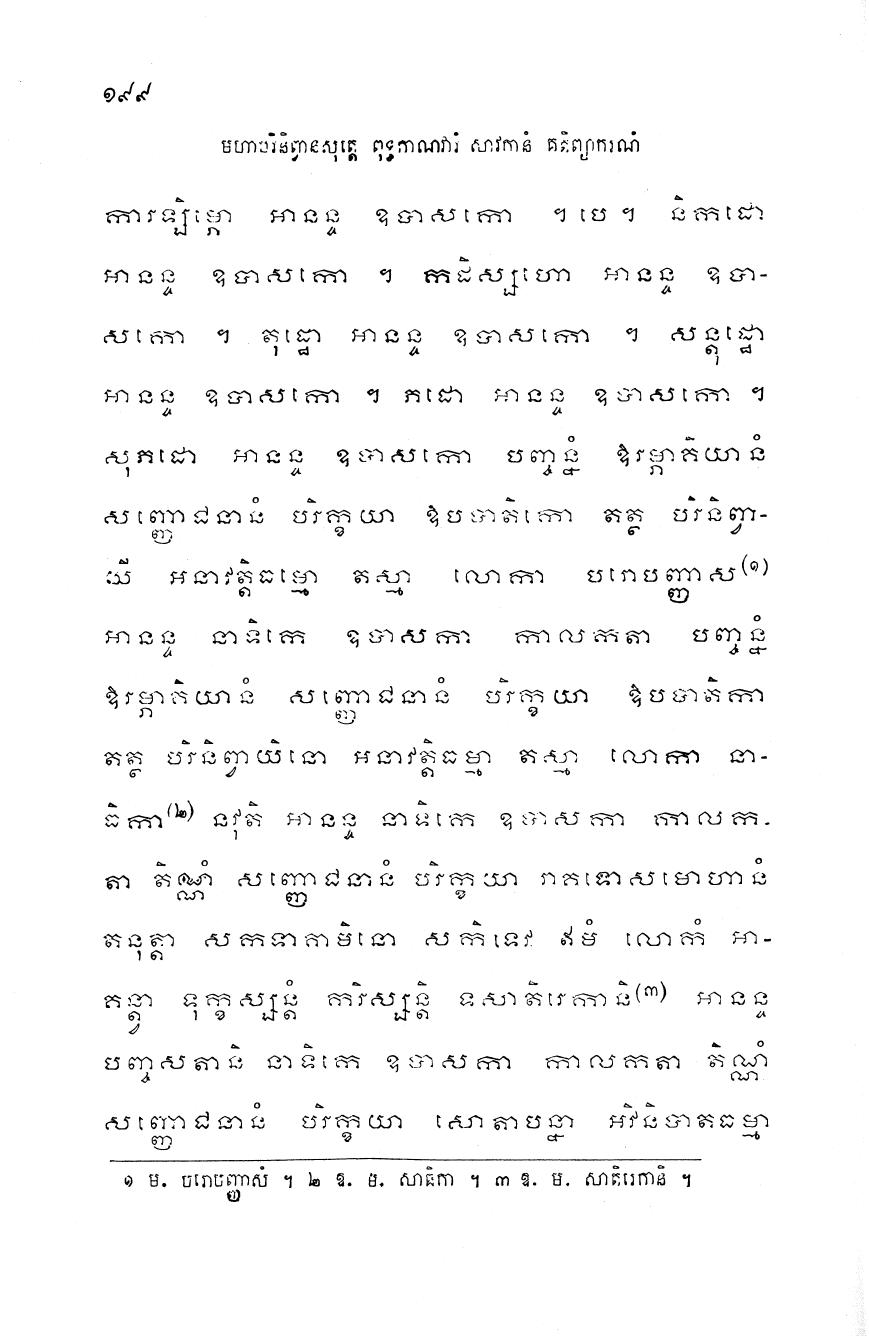 ១៩៩
មហាបរិនិព្វានសុត្តេ ពុទ្ធភាណវារំ សាវកានំ គតិព្យាករណំ
ការឡិម្ភោ អានន្ទ ឧបាសកោ ។ បេ ។ និកដោ
អានន្ទ ឧបាសកោ ។ កដិស្សហោ អានន្ទ ឧបា-
សកោ ។ តុដ្ឋោ អានន្ទ ឧបាសកោ ។ សន្តុដ្ឋោ
អានន្ទ ឧបាសកោ ។ ភដោ អានន្ទ ឧបាសកោ ។
សុភដោ អានន្ទ ឧបាសកោ បញ្ចន្នំ ឱរម្ភាគិយានំ
សញ្ញោជនានំ បរិក្ខយា ឱបបាតិកោ តត្ថ បរិនិព្វា-
យី អនាវត្តិធម្មោ តស្មា លោកា បរោបញ្ញាស(១)
អានន្ទ នាទិកេ ឧបាសកា កាលកតា បញ្ចន្នំ
ឱរម្ភាគិយានំ សញ្ញោជនានំ បរិក្ខយា ឱបបាតិកា
តត្ថ បរិនិព្វាយិនោ អនាវត្តិធម្មា តស្មា លោកា នា-
ធិកា(២) នវុតិ អានន្ទ នាទិកេ ឧបាសកា កាលក-
តា តិណ្ណំ សញ្ញោជនានំ បរិក្ខយា រាគទោសមោហានំ
តនុត្តា សកទាគាមិនោ សកិទេវ ឥមំ លោកំ អា-
គន្ត្វា ទុក្ខស្សន្តំ ករិស្សន្តិ ទសាតិរេកានិ(៣) អានន្ទ
បញ្ចសតានិ នាទិកេ ឧបាសកា កាលកតា តិណ្ណំ
សញ្ញោជនានំ បរិក្ខយា សោតាបន្នា អវិនិបាតធម្មា
១ ម. បរោបញ្ញាសំ ។ ២ ឧ. ម. សាធិកា ។ ៣ ឧ. ម. សាតិរេកានិ ។